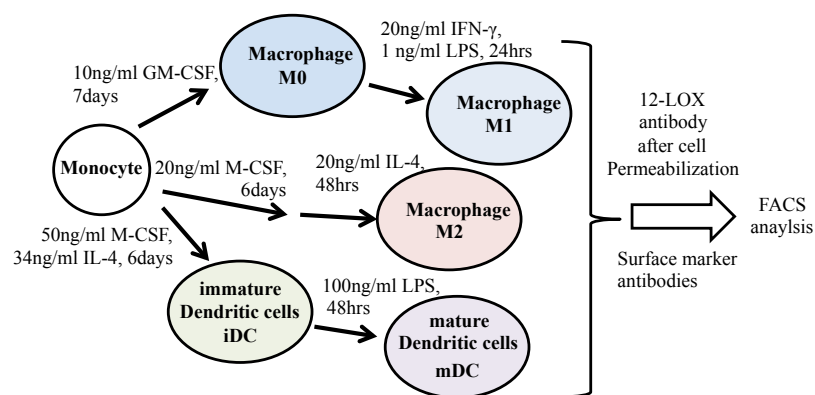 10ng/ml GM-CSF,
7days
Macrophage
M0
20ng/ml IFN-γ,
1 ng/ml LPS, 24hrs
Macrophage
M1
Monocyte
20ng/ml M-CSF,
6days
20ng/ml IL-4,
48hrs
Macrophage
M2
50ng/ml M-CSF,
34ng/ml IL-4, 6days
immature
Dendritic cells
iDC
100ng/ml LPS,
48hrs
mature
Dendritic cells
mDC
12-LOX
antibody
after cell
Permeabilization
Surface marker
antibodies
FACS
anaylsis